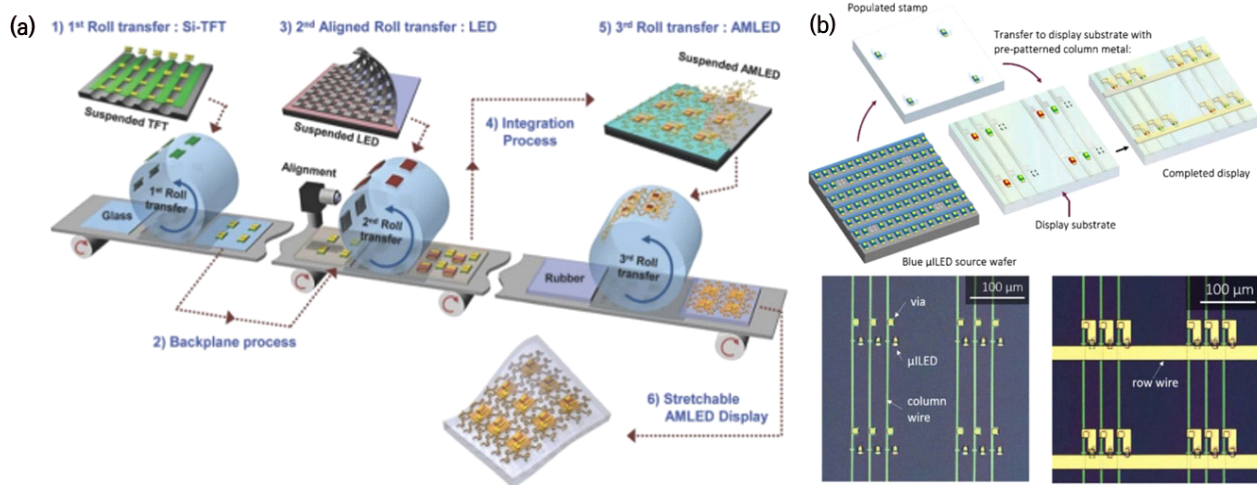 (a)
1) 1st Roll transfer : Si-TFT
3) 2nd Aligned Roll transfer : LED
5) 3rd Roll transfer : AMLED
Suspended TFT
Suspended LED
Suspended AMLED
4) Integration
Process
Alignment
Glass
1st Roll
transfer
2nd Roll
transfer
Rubber
3rd Roll
transfer
2) Backplane process
6) Stretchable
AMLED Display
(b)
Populated stamp
Transfer to display substrate with
pre-patterned column metal:
Completed display
Display substrate
Blue µILED source wafer
100 µm
via
µILED
column
wire
100 µm
row wire